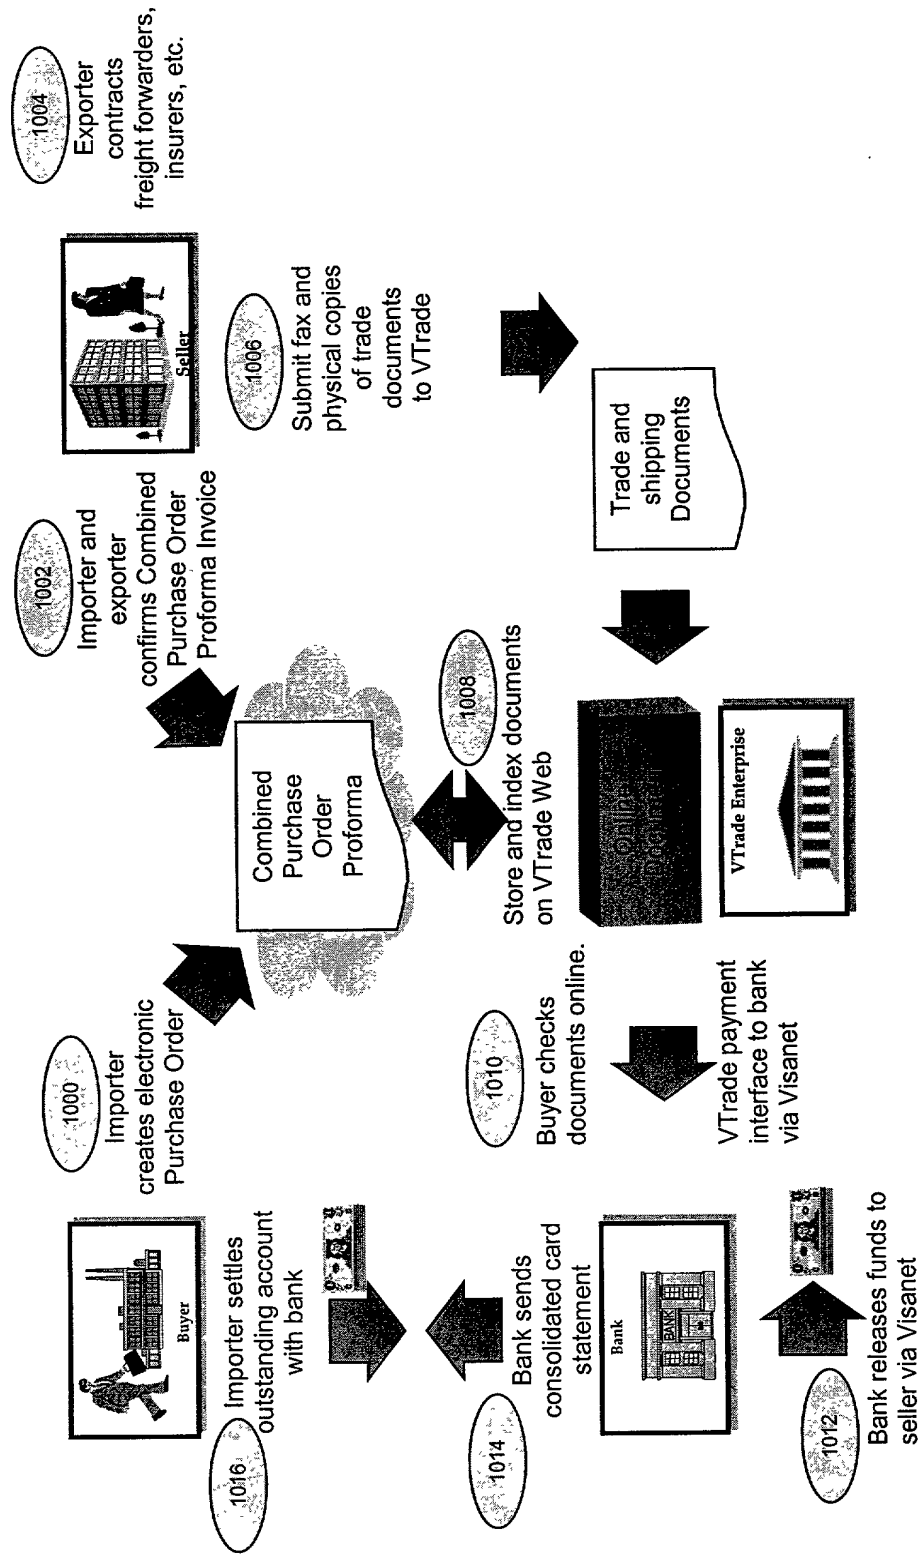 1000
Importer
creates electronic
Purchase Order
1002
Importer and
exporter
confirms Combined
Purchase Order
Proforma Invoice
1004
Exporter
contracts
freight forwarders,
insurers, etc.
Buyer
Seller
1016
Importer settles
outstanding account
with bank
Combined
Purchase
Order
Proforma
1006
Submit fax and
physical copies
of trade
documents
to VTrade
1014
Bank sends
consolidated card
statement
1010
Buyer checks
documents online.
1008
Store and index documents
on VTrade Web
Trade and
shipping
Documents
Bank
BANK
Online
VTrade Enterprise
VTrade payment
interface to bank
via Visanet
1012
Bank releases funds to
seller via Visanet